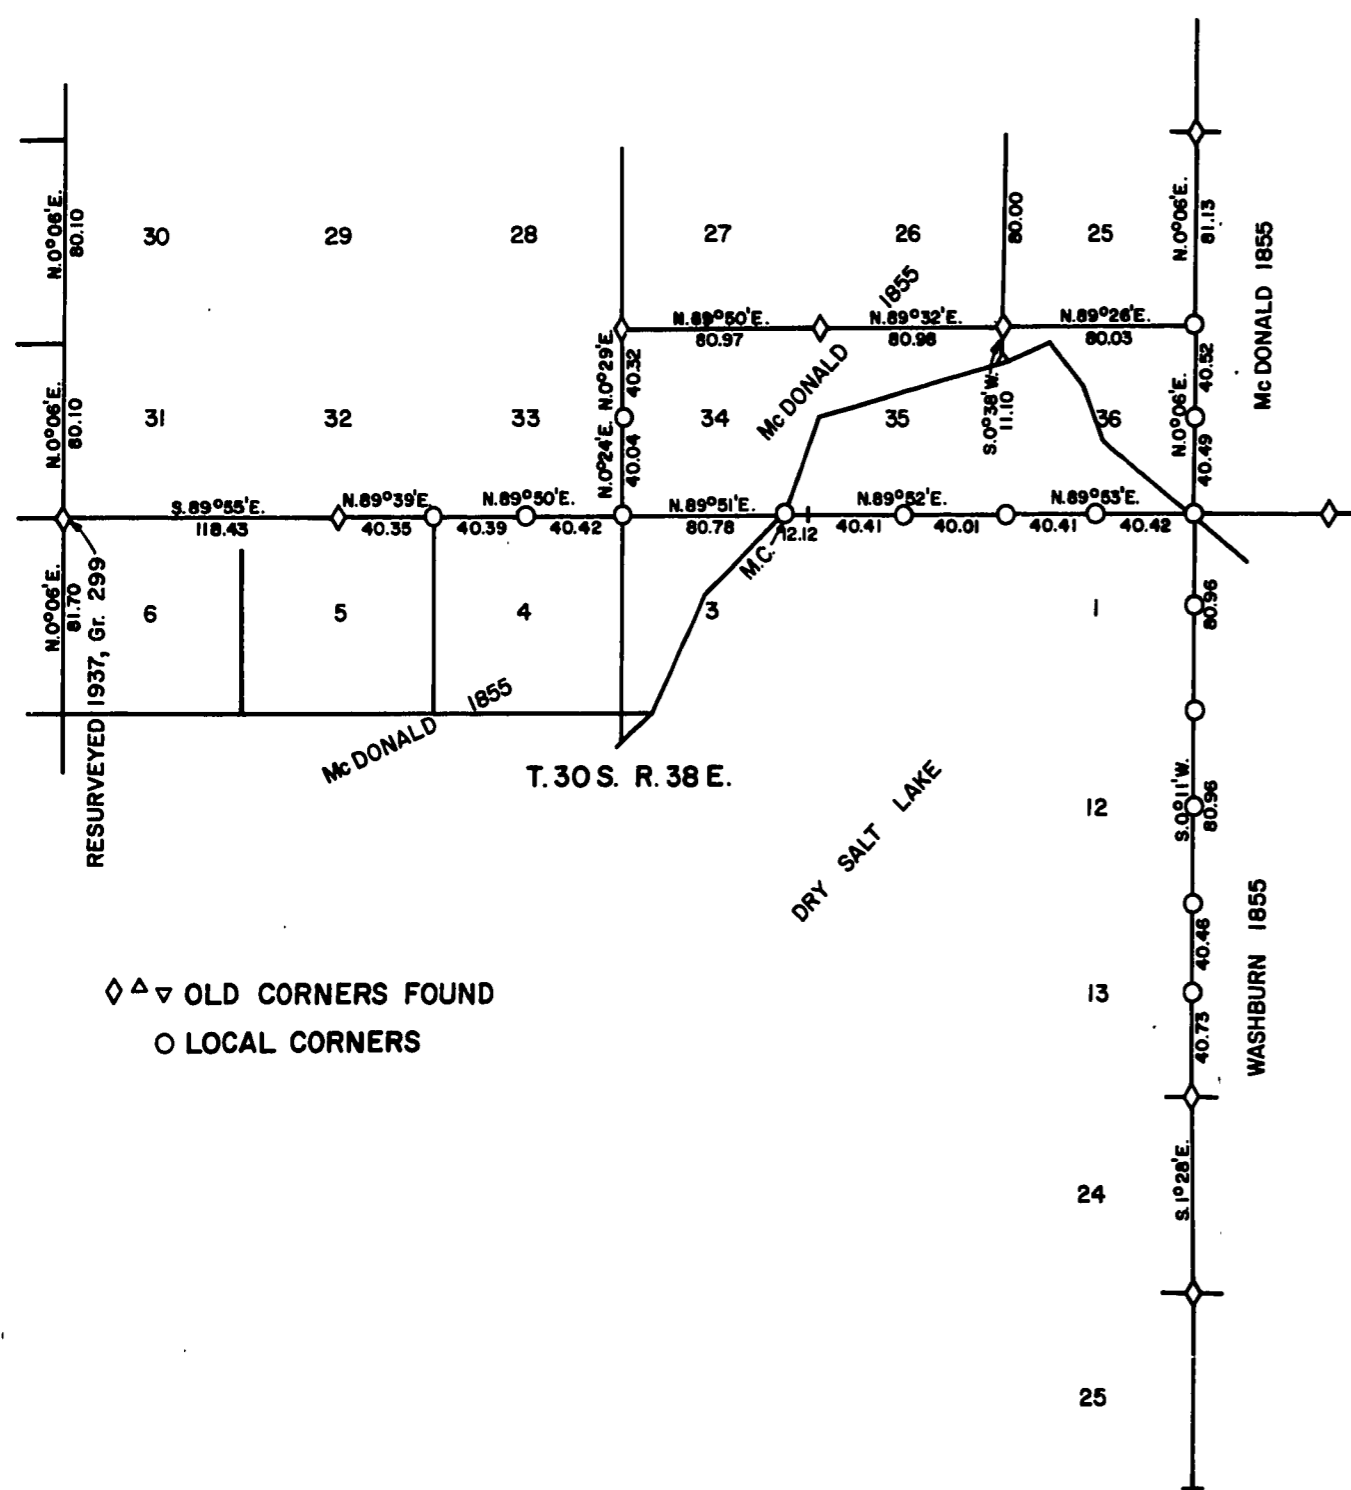 N.0°06'E.
80.10
30
29
28
27
26
80.00
25
N.0°06'E.
81.13
McDONALD 1855
McDONALD 1855
N.89°50'E.
80.97
N.89°32'E.
80.98
N.89°26'E.
80.03
N.0°06'E.
80.10
31
32
33
N.0°29'E.
40.32
N.0°24'E.
40.04
34
35
S.0°38'W.
11.10
36
N.0°06'E.
40.52
40.49
S.89°55'E.
118.43
N.89°39'E.
40.35
N.89°50'E.
40.39
40.42
N.89°51'E.
80.78
M.C.
12.12
N.89°52'E.
40.41
40.01
N.89°53'E.
40.41
40.42
N.0°06'E.
81.70
RESURVEYED 1937, Gr. 299
6
5
4
3
1
80.96
McDONALD 1855
T.30 S. R.38 E.
DRY SALT LAKE
12
S.0°11'W.
80.96
WASHBURN 1855
13
40.46
40.73
OLD CORNERS FOUND
LOCAL CORNERS
24
S.1°28'E.
25